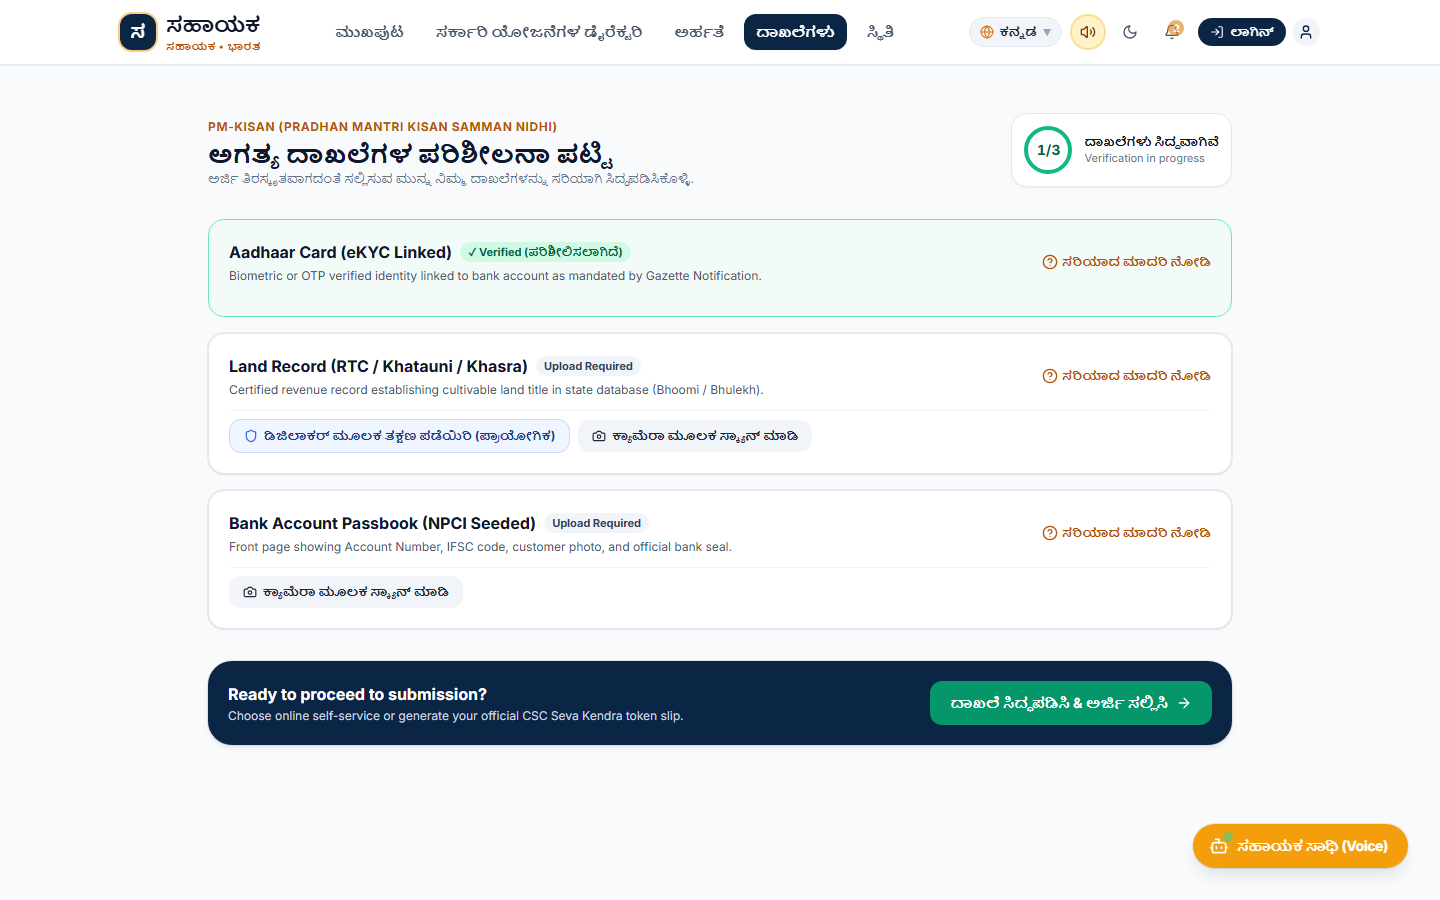 ಸ
ಸಹಾಯಕ
ಸಹಾಯಕ • ಭಾರತ
ಮುಖಪುಟ
ಸರ್ಕಾರಿ ಯೋಜನೆಗಳ ಡೈರೆಕ್ಟರಿ
ಅರ್ಹತೆ
ದಾಖಲೆಗಳು
ಸ್ಥಿತಿ
ಕನ್ನಡ
ಲಾಗಿನ್
PM-KISAN (PRADHAN MANTRI KISAN SAMMAN NIDHI)
ಅಗತ್ಯ ದಾಖಲೆಗಳ ಪರಿಶೀಲನಾ ಪಟ್ಟಿ
ಅರ್ಜಿ ತಿರಸ್ಕೃತವಾಗದಂತೆ ಸಲ್ಲಿಸುವ ಮುನ್ನ ನಿಮ್ಮ ದಾಖಲೆಗಳನ್ನು ಸರಿಯಾಗಿ ಸಿದ್ಧಪಡಿಸಿಕೊಳ್ಳಿ.
1/3
ದಾಖಲೆಗಳು ಸಿದ್ಧವಾಗಿವೆ
Verification in progress
Aadhaar Card (eKYC Linked)
✓ Verified (ಪರಿಶೀಲಿಸಲಾಗಿದೆ)
Biometric or OTP verified identity linked to bank account as mandated by Gazette Notification.
ಸರಿಯಾದ ಮಾದರಿ ನೋಡಿ
Land Record (RTC / Khatauni / Khasra)
Upload Required
Certified revenue record establishing cultivable land title in state database (Bhoomi / Bhulekh).
ಸರಿಯಾದ ಮಾದರಿ ನೋಡಿ
ಡಿಜಿಲಾಕರ್ ಮೂಲಕ ತಕ್ಷಣ ಪಡೆಯಿರಿ (ಪ್ರಾಯೋಗಿಕ)
ಕ್ಯಾಮೆರಾ ಮೂಲಕ ಸ್ಕ್ಯಾನ್ ಮಾಡಿ
Bank Account Passbook (NPCI Seeded)
Upload Required
Front page showing Account Number, IFSC code, customer photo, and official bank seal.
ಸರಿಯಾದ ಮಾದರಿ ನೋಡಿ
ಕ್ಯಾಮೆರಾ ಮೂಲಕ ಸ್ಕ್ಯಾನ್ ಮಾಡಿ
Ready to proceed to submission?
Choose online self-service or generate your official CSC Seva Kendra token slip.
ದಾಖಲೆ ಸಿದ್ಧಪಡಿಸಿ & ಅರ್ಜಿ ಸಲ್ಲಿಸಿ
ಸಹಾಯಕ ಸಾಥಿ (Voice)